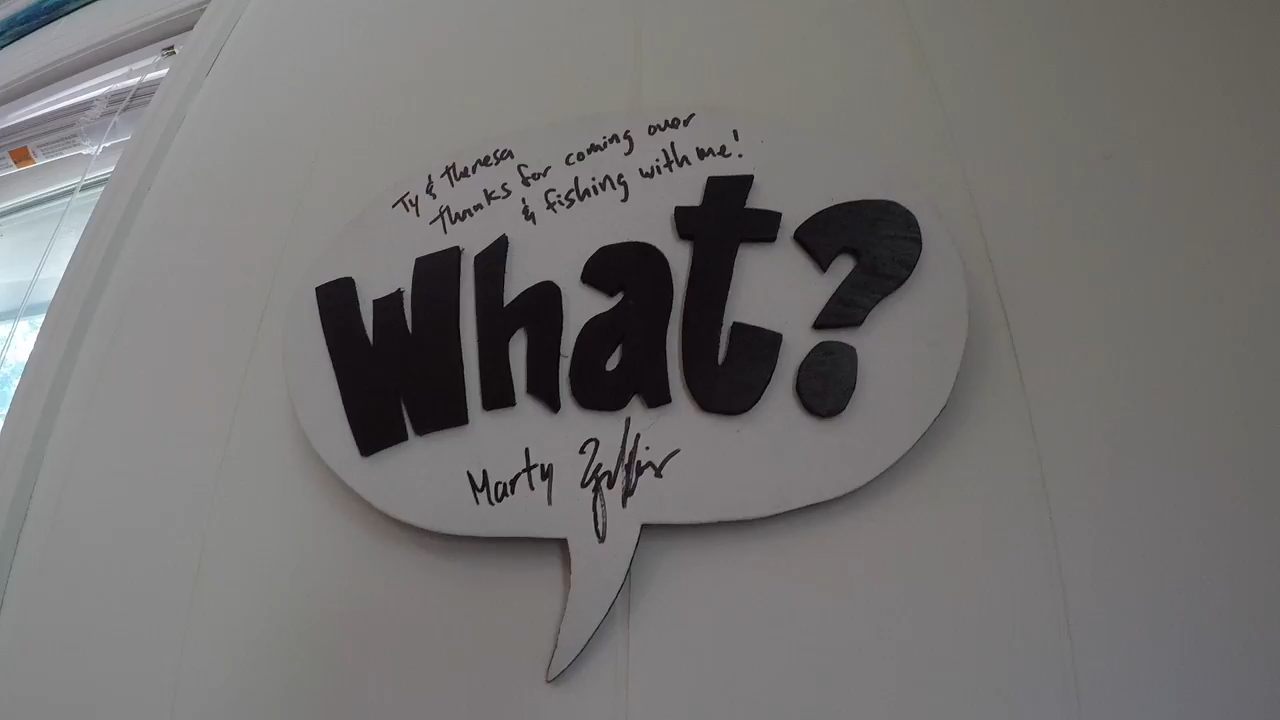 Ty & Theresa
Thanks for coming over
& fishing with me!
What?
Marty